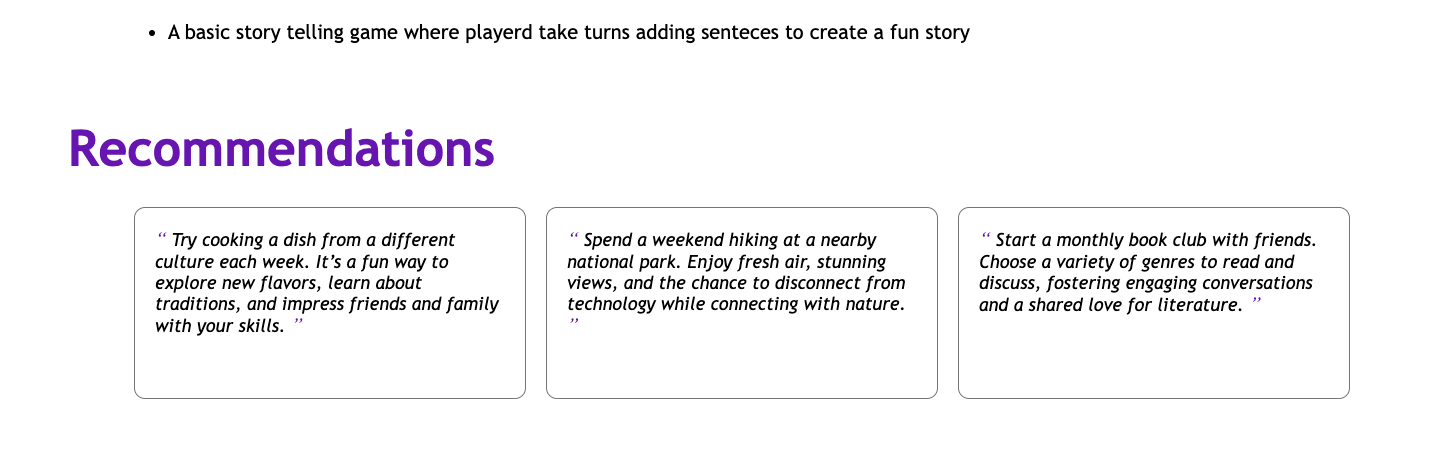 • A basic story telling game where playerd take turns adding senteces to create a fun story
Recommendations
“ Try cooking a dish from a different
culture each week. It’s a fun way to
explore new flavors, learn about
traditions, and impress friends and family
with your skills. ”
“ Spend a weekend hiking at a nearby
national park. Enjoy fresh air, stunning
views, and the chance to disconnect from
technology while connecting with nature.
”
“ Start a monthly book club with friends.
Choose a variety of genres to read and
discuss, fostering engaging conversations
and a shared love for literature. ”